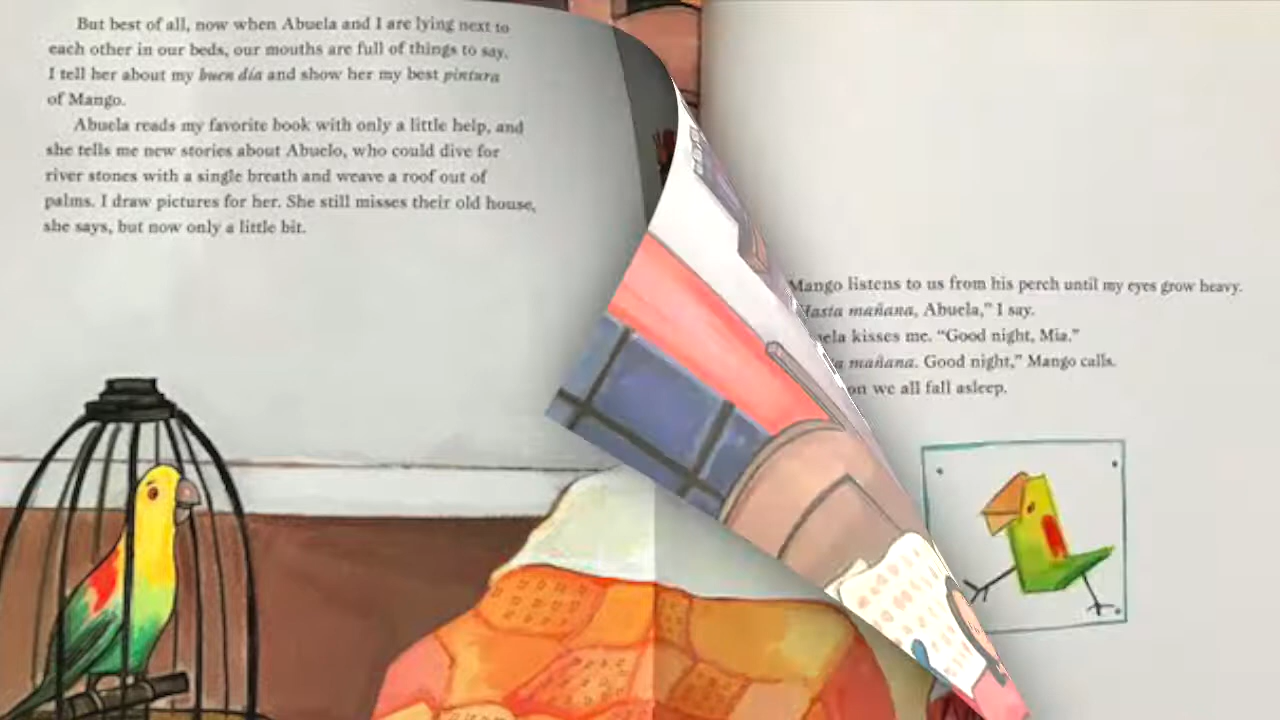 But best of all, now when Abuela and I are lying next to
each other in our beds, our mouths are full of things to say.
I tell her about my buen día and show her my best pintura
of Mango.
Abuela reads my favorite book with only a little help, and
she tells me new stories about Abuelo, who could dive for
river stones with a single breath and weave a roof out of
palms. I draw pictures for her. She still misses their old house,
she says, but now only a little bit.
Mango listens to us from his perch until my eyes grow heavy.
Hasta mañana, Abuela," I say.
kisses me. "Good night, Mia."
mañana. Good night," Mango calls.
we all fall asleep.